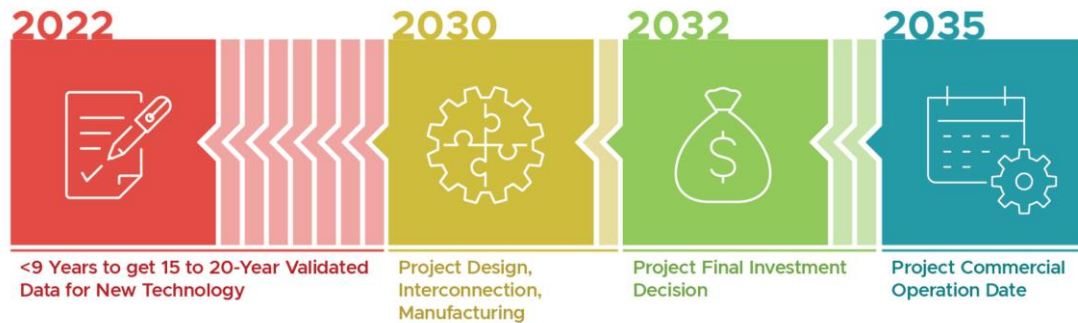 2022
2030
2032
2035
$
<9 Years to get 15 to 20-Year Validated
Data for New Technology
Project Design,
Interconnection,
Manufacturing
Project Final Investment
Decision
Project Commercial
Operation Date